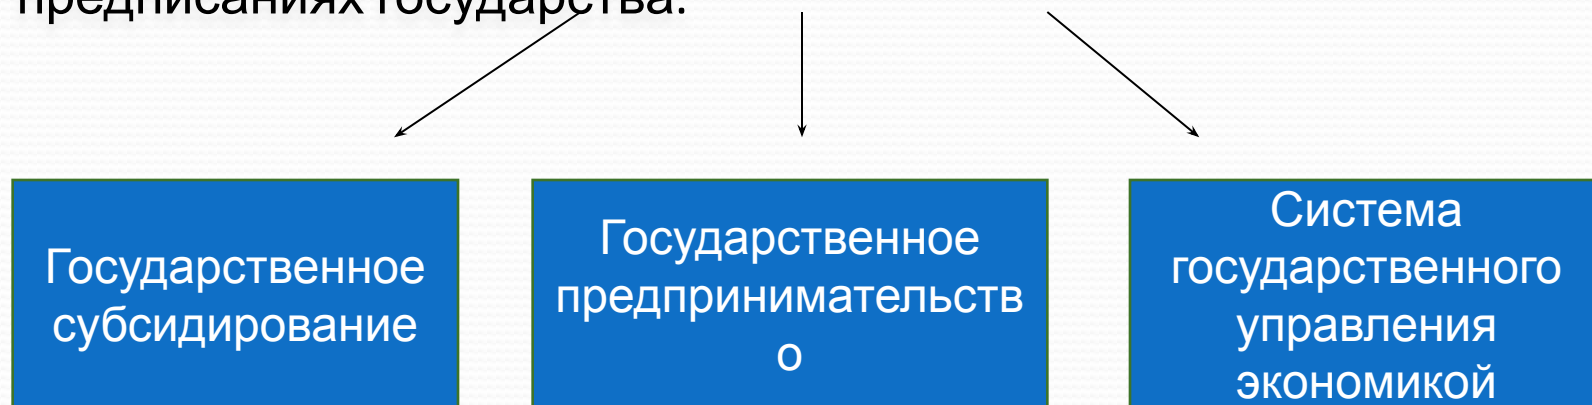 предписаниях государства.
Государственное
субсидирование
Государственное
предпринимательств
о
Система
государственного
управления
экономикой